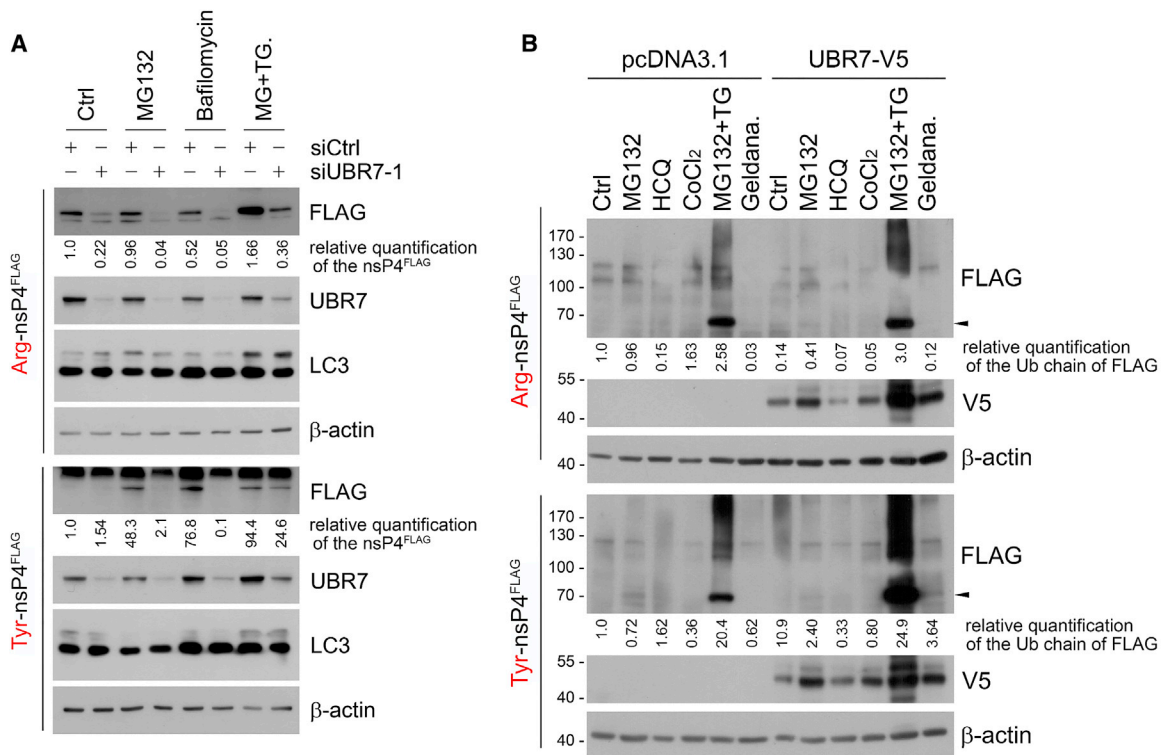 A
Ctrl
MG132
Bafilomycin
MG+TG.
+ − + − + − + − siCtrl
− + − + − + − + siUBR7-1
Arg-nsP4FLAG
FLAG
1.0 0.22 0.96 0.04 0.52 0.05 1.66 0.36
relative quantification
of the nsP4FLAG
UBR7
LC3
β-actin
Tyr-nsP4FLAG
FLAG
1.0 1.54 48.3 2.1 76.8 0.1 94.4 24.6
relative quantification
of the nsP4FLAG
UBR7
LC3
β-actin
B
pcDNA3.1 UBR7-V5
Ctrl MG132 HCQ CoCl2 MG132+TG Geldana. Ctrl MG132 HCQ CoCl2 MG132+TG Geldana.
Arg-nsP4FLAG
170 -
130 -
100 -
70 -
FLAG
1.0 0.96 0.15 1.63 2.58 0.03 0.14 0.41 0.07 0.05 3.0 0.12
relative quantification
of the Ub chain of FLAG
55 -
40 -
V5
40 -
β-actin
Tyr-nsP4FLAG
170 -
130 -
100 -
70 -
FLAG
1.0 0.72 1.62 0.36 20.4 0.62 10.9 2.40 0.33 0.80 24.9 3.64
relative quantification
of the Ub chain of FLAG
55 -
40 -
V5
40 -
β-actin